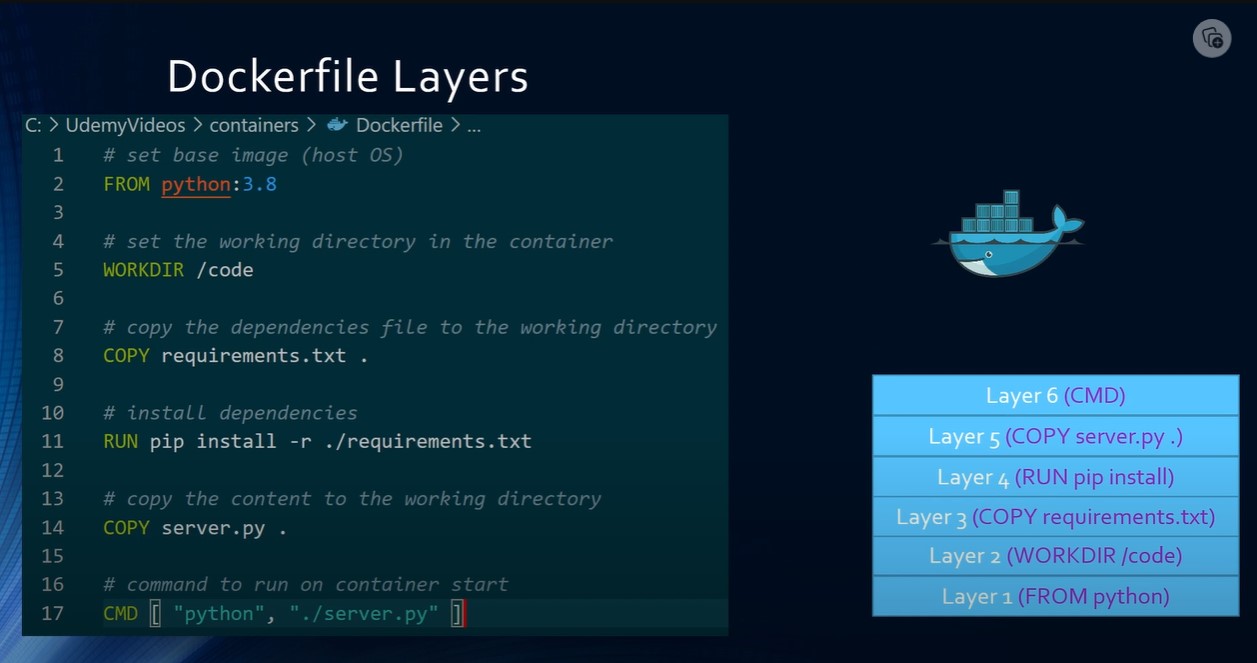 Dockerfile Layers
C: > UdemyVideos > containers > Dockerfile > ...
1 # set base image (host OS)
2 FROM python:3.8
3
4 # set the working directory in the container
5 WORKDIR /code
6
7 # copy the dependencies file to the working directory
8 COPY requirements.txt .
9
10 # install dependencies
11 RUN pip install -r ./requirements.txt
12
13 # copy the content to the working directory
14 COPY server.py .
15
16 # command to run on container start
17 CMD [ "python", "./server.py" ]
Layer 6 (CMD)
Layer 5 (COPY server.py .)
Layer 4 (RUN pip install)
Layer 3 (COPY requirements.txt)
Layer 2 (WORKDIR /code)
Layer 1 (FROM python)